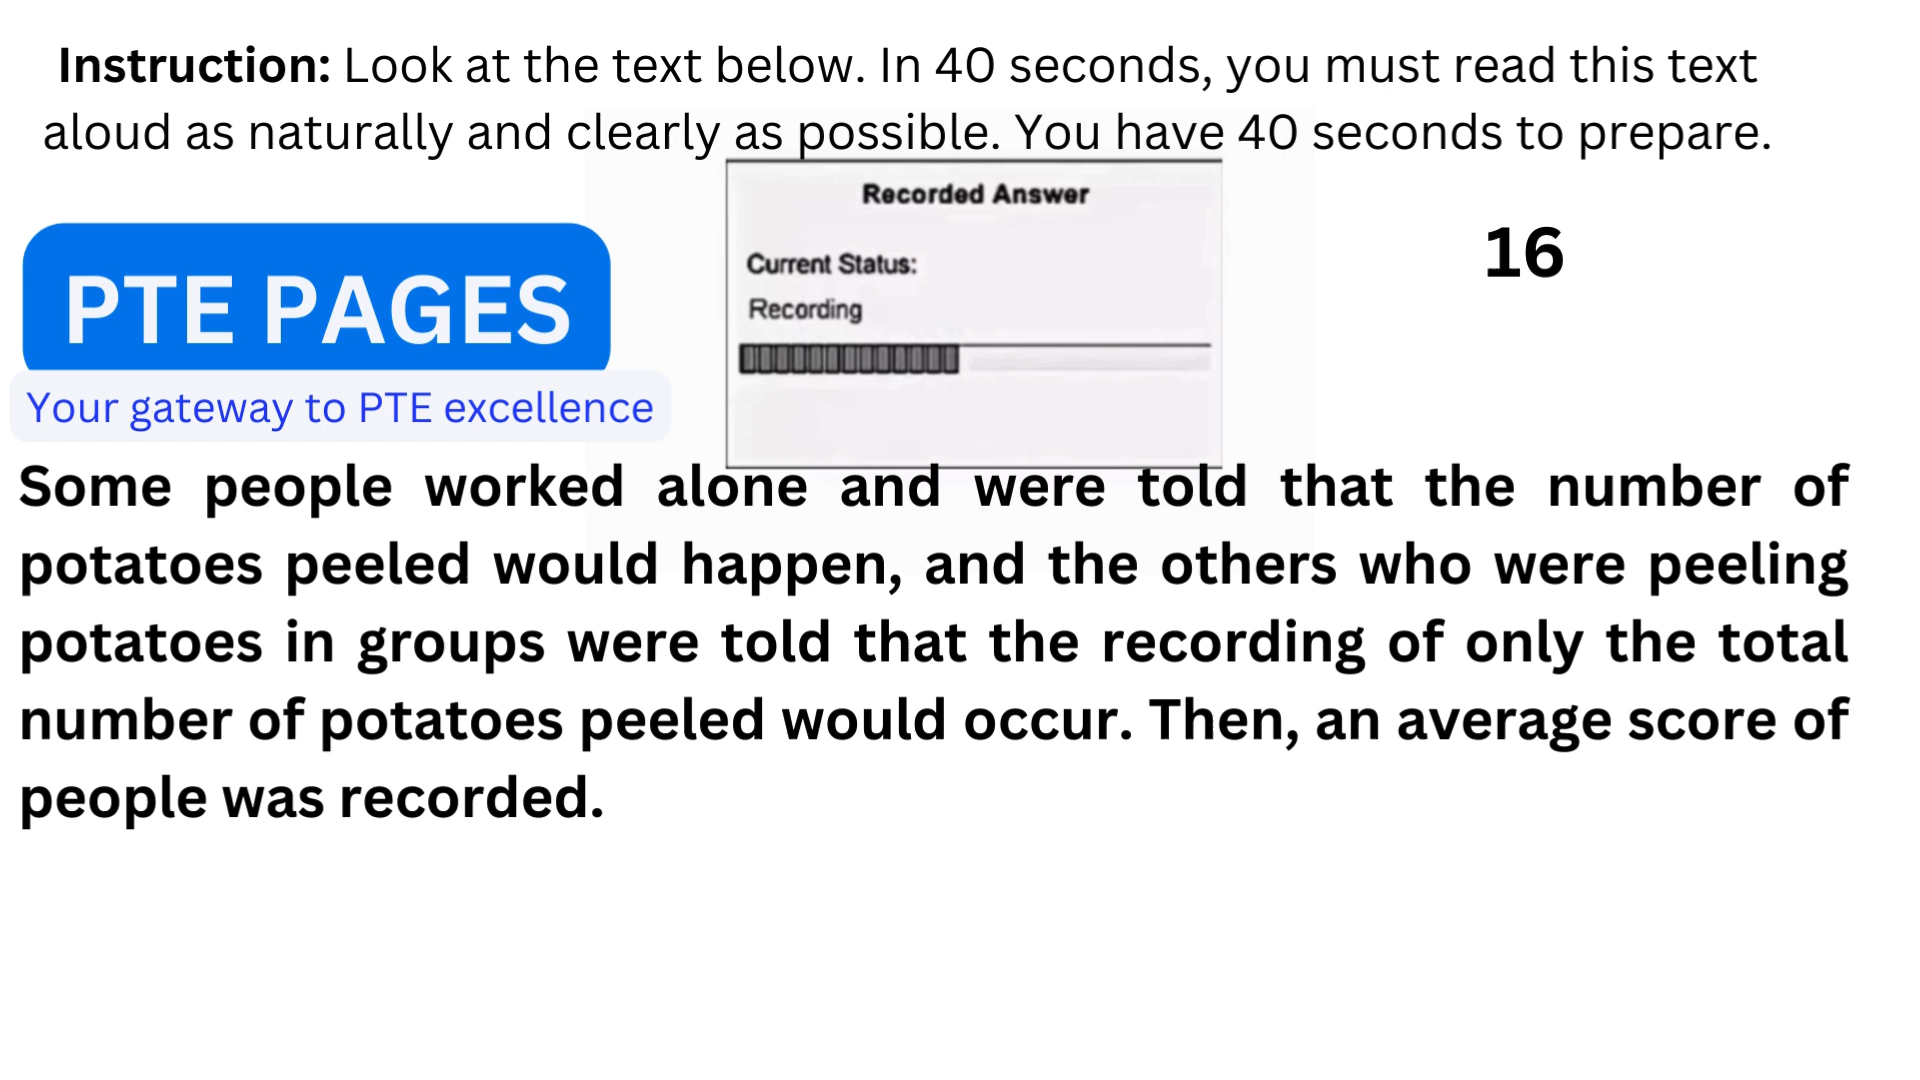 Instruction: Look at the text below. In 40 seconds, you must read this text
aloud as naturally and clearly as possible. You have 40 seconds to prepare.
Recorded Answer
Current Status:
Recording
16
PTE PAGES
Your gateway to PTE excellence
Some people worked alone and were told that the number of
potatoes peeled would happen, and the others who were peeling
potatoes in groups were told that the recording of only the total
number of potatoes peeled would occur. Then, an average score of
people was recorded.